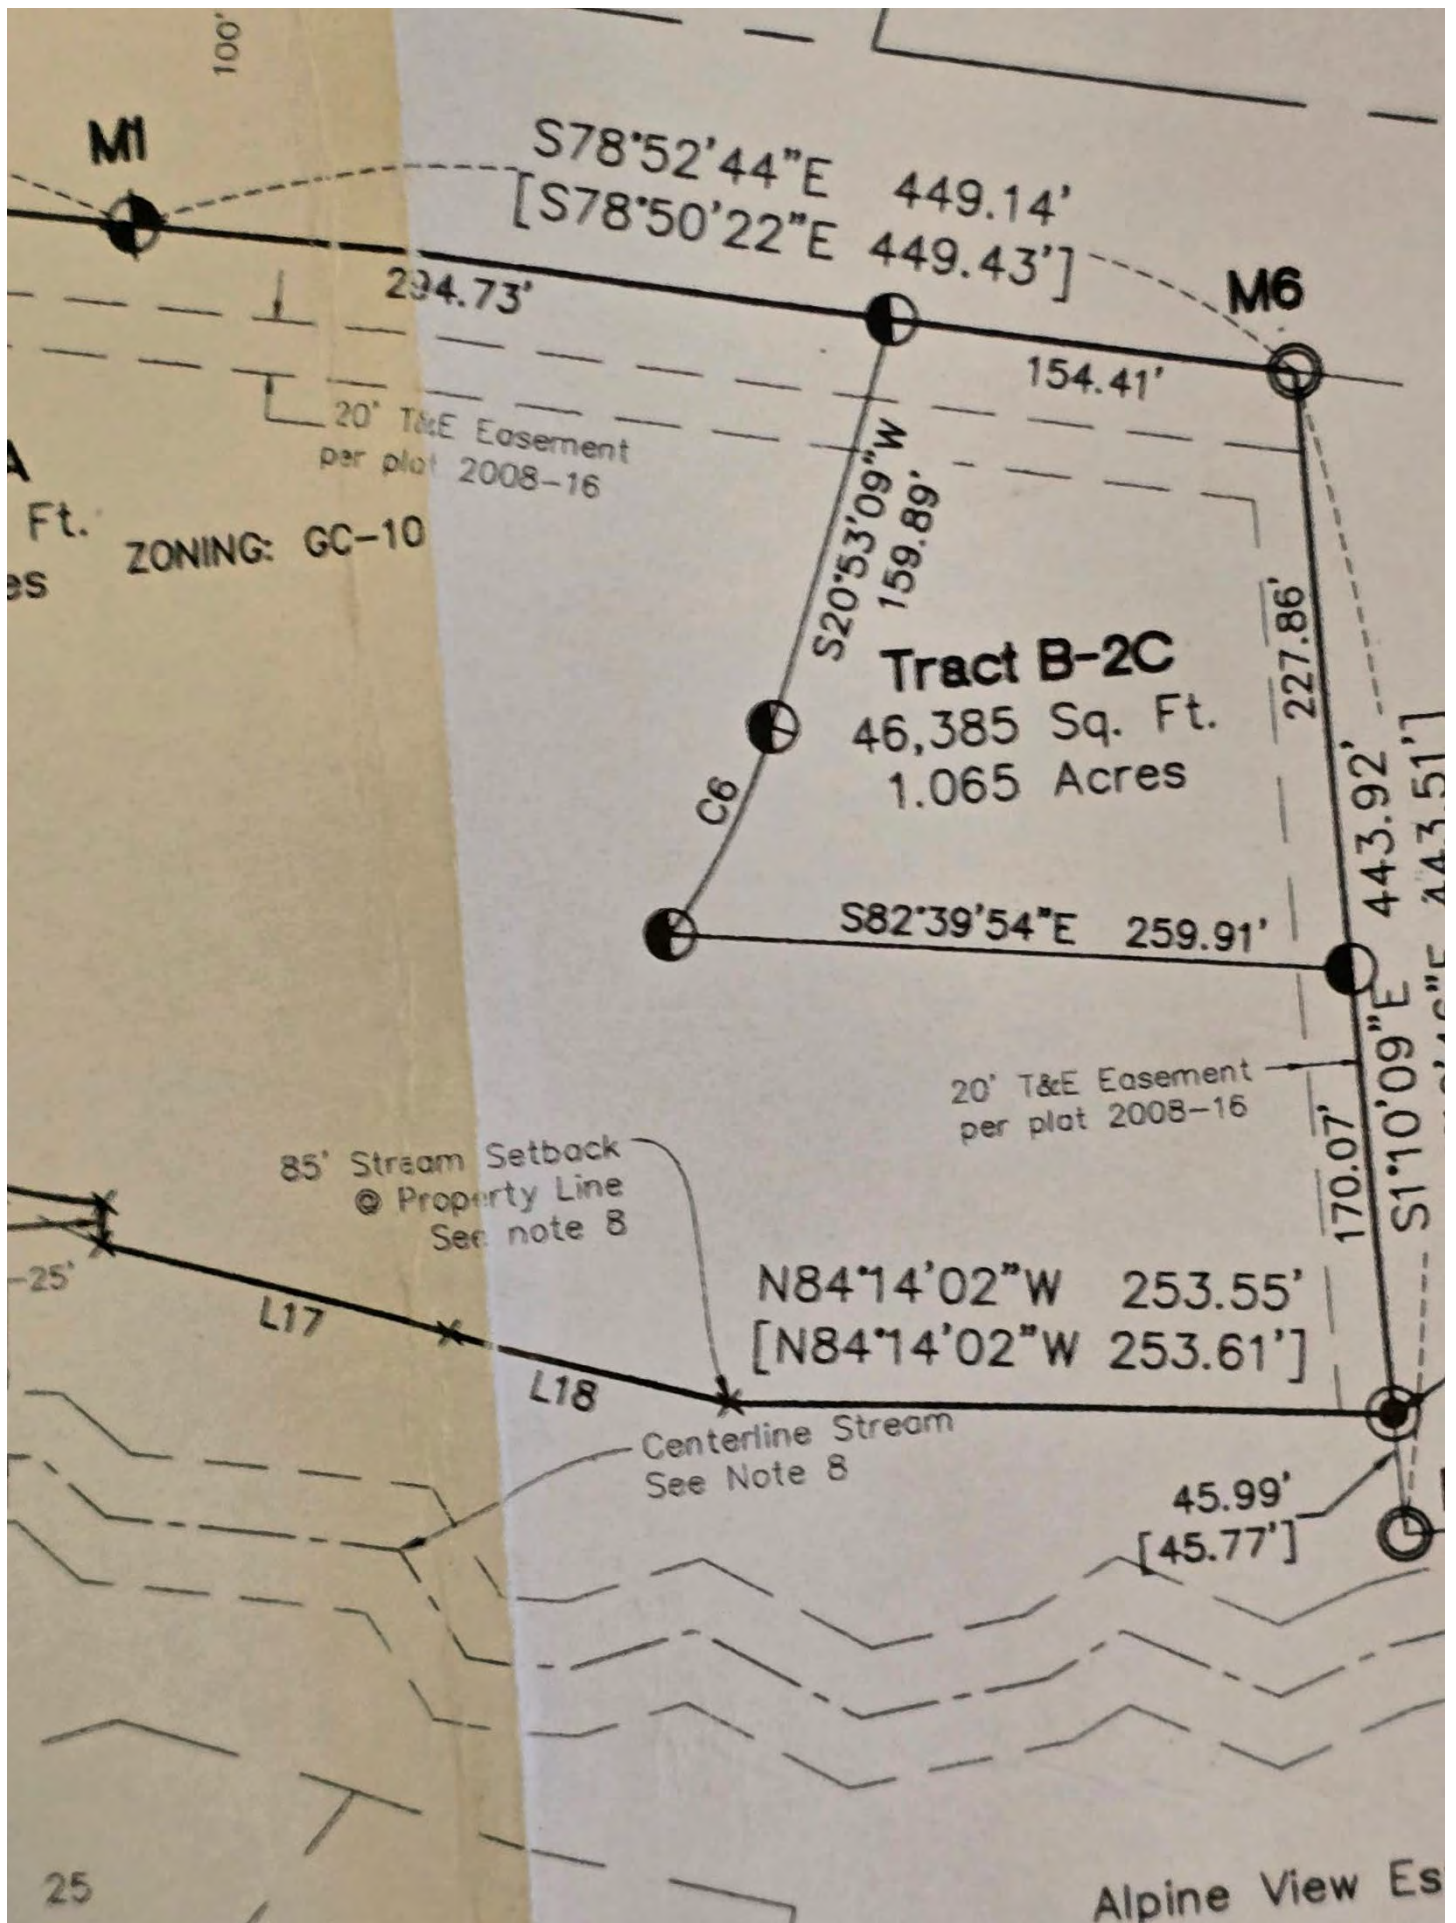 100'
M1
S78°52'44"E 449.14'
[S78°50'22"E 449.43']
M6
294.73'
154.41'
20' T&E Easement
per plat 2008-16
A
Ft.
es
ZONING: GC-10
S20°53'09"W
159.89'
227.86'
Tract B-2C
46,385 Sq. Ft.
1.065 Acres
C6
443.92'
443.51']
S82°39'54"E 259.91'
S1°10'09"E
20' T&E Easement
per plat 2008-16
170.07'
85' Stream Setback
@ Property Line
See note 8
-25'
L17
N84°14'02"W 253.55'
[N84°14'02"W 253.61']
L18
Centerline Stream
See Note 8
45.99'
[45.77']
25
Alpine View Es